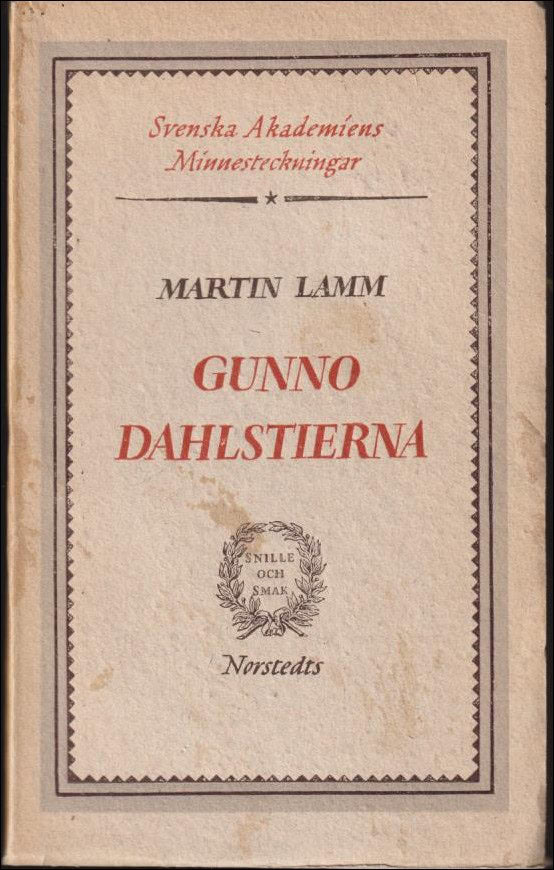 Svenska Akademiens
Minnesteckningar
MARTIN LAMM
GUNNO
DAHLSTIERNA
SNILLE
OCH
SMAK
Norstedts